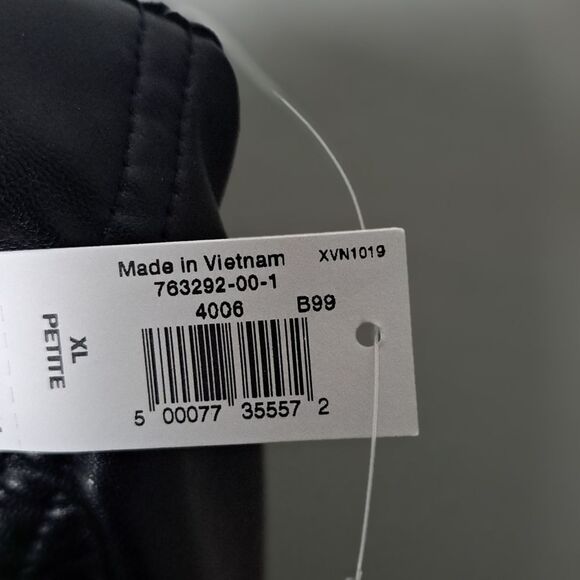 Made in Vietnam XVN1019
763292-00-1
4006 B99
XL
PETITE
5 00077 35557 2